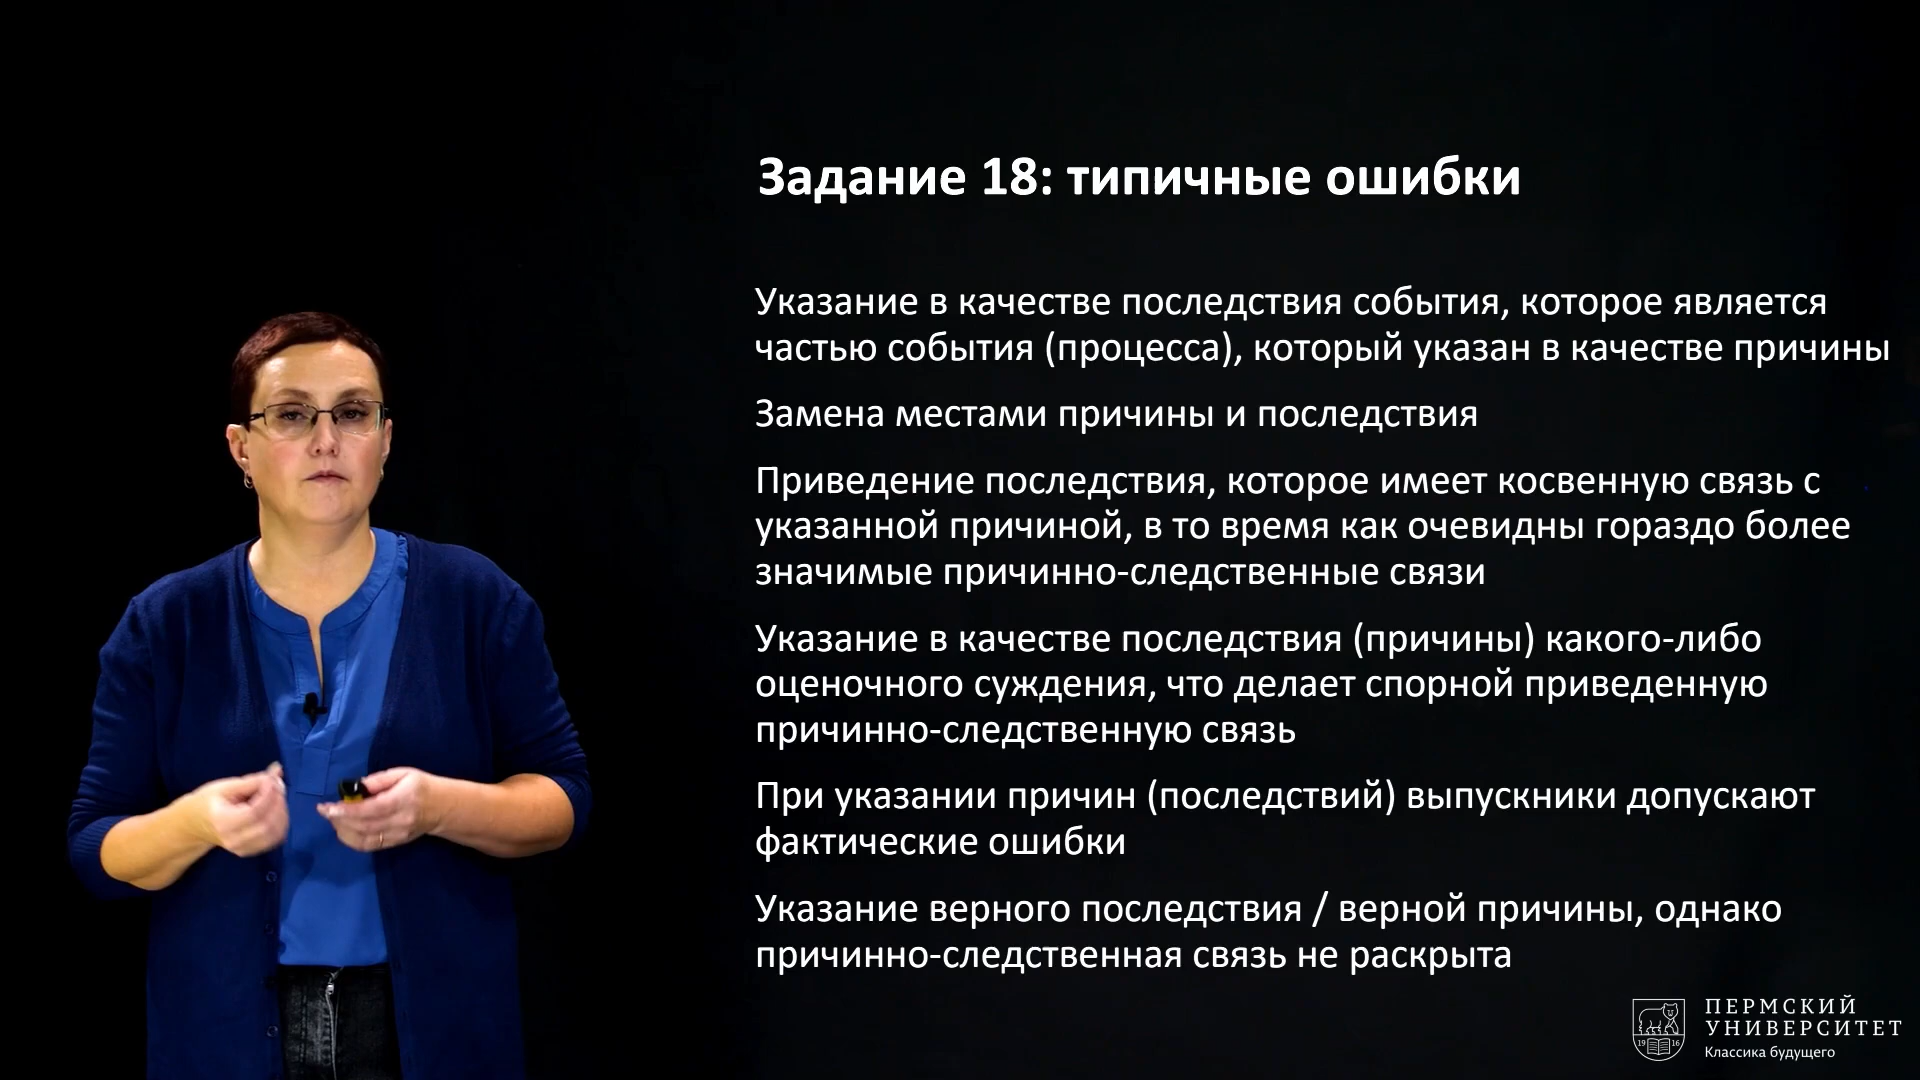 Задание 18: типичные ошибки
Указание в качестве последствия события, которое является
частью события (процесса), который указан в качестве причины
Замена местами причины и последствия
Приведение последствия, которое имеет косвенную связь с
указанной причиной, в то время как очевидны гораздо более
значимые причинно-следственные связи
Указание в качестве последствия (причины) какого-либо
оценочного суждения, что делает спорной приведенную
причинно-следственную связь
При указании причин (последствий) выпускники допускают
фактические ошибки
Указание верного последствия / верной причины, однако
причинно-следственная связь не раскрыта
ПЕРМСКИЙ
УНИВЕРСИТЕТ
19 16
Классика будущего